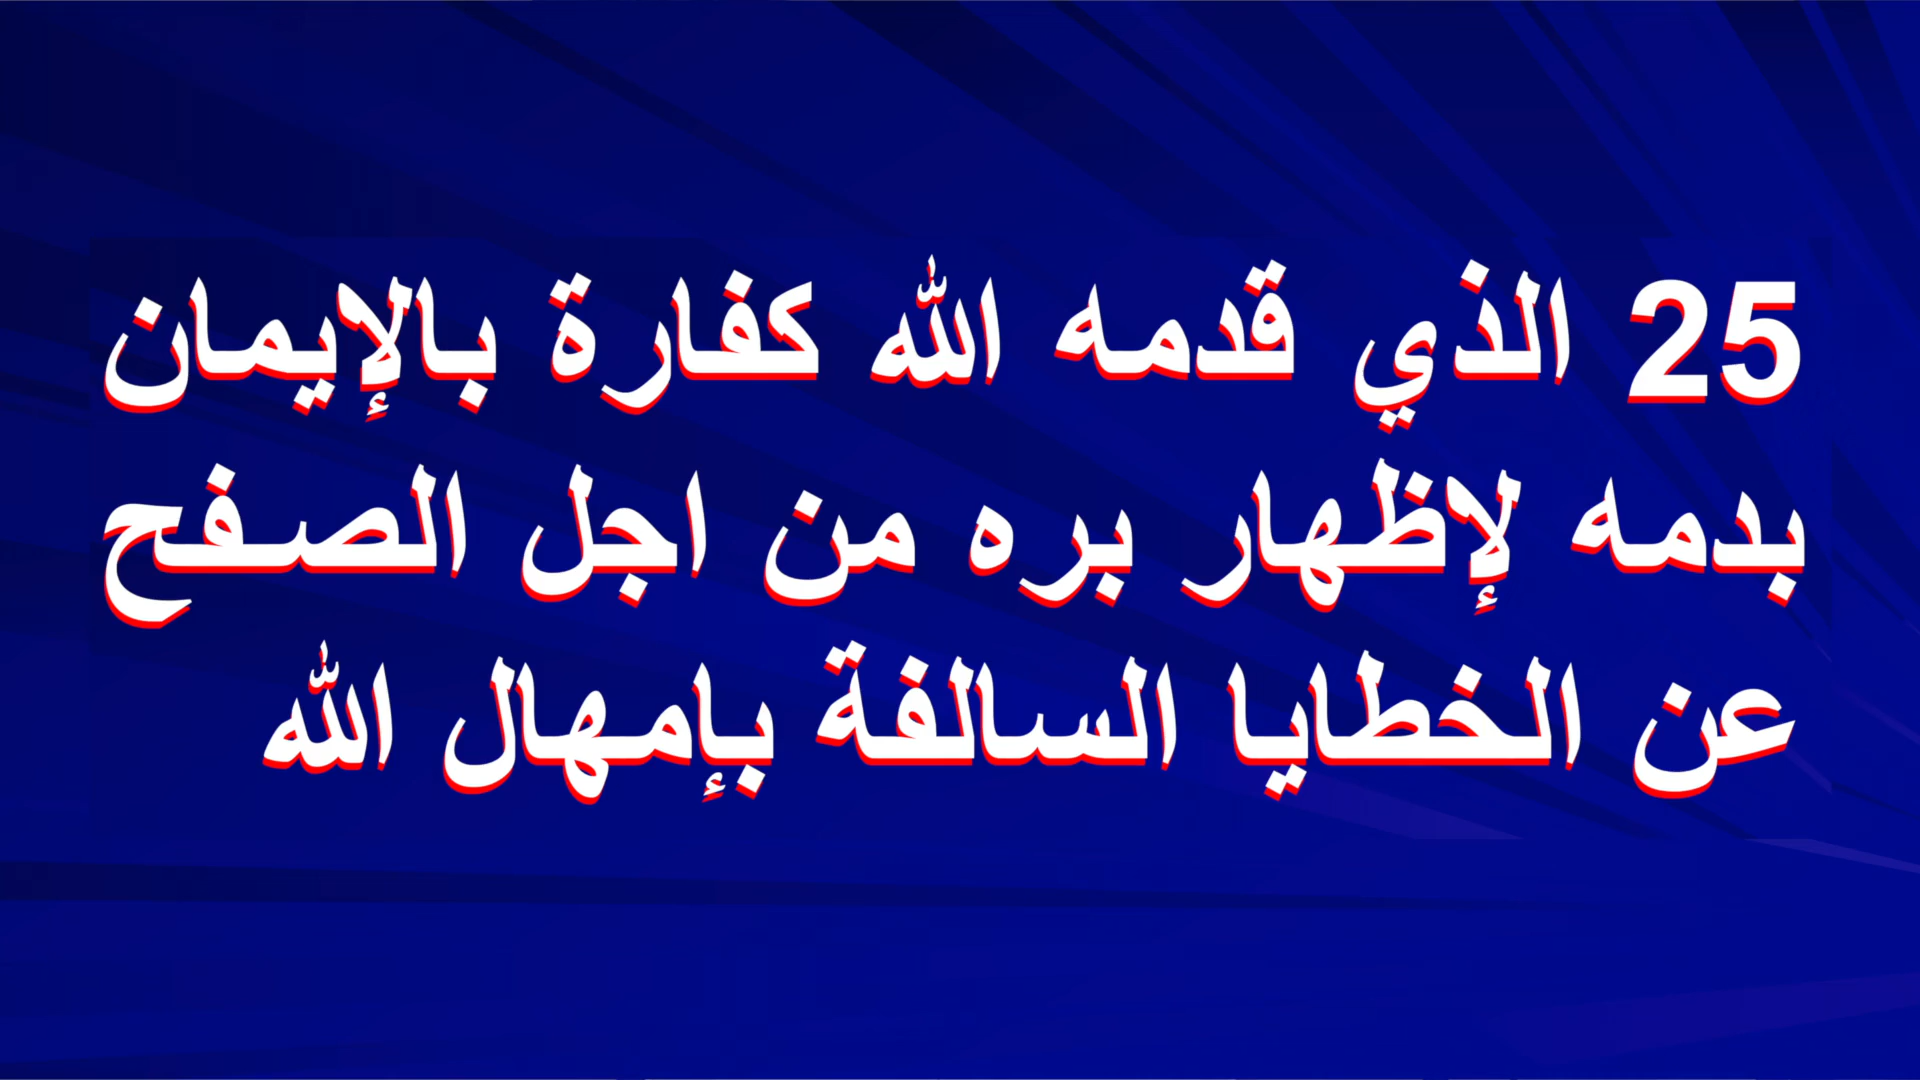 25 الذي قدمه الله كفارة بالإيمان
بدمه لإظهار بره من اجل الصفح
عن الخطايا السالفة بإمهال الله